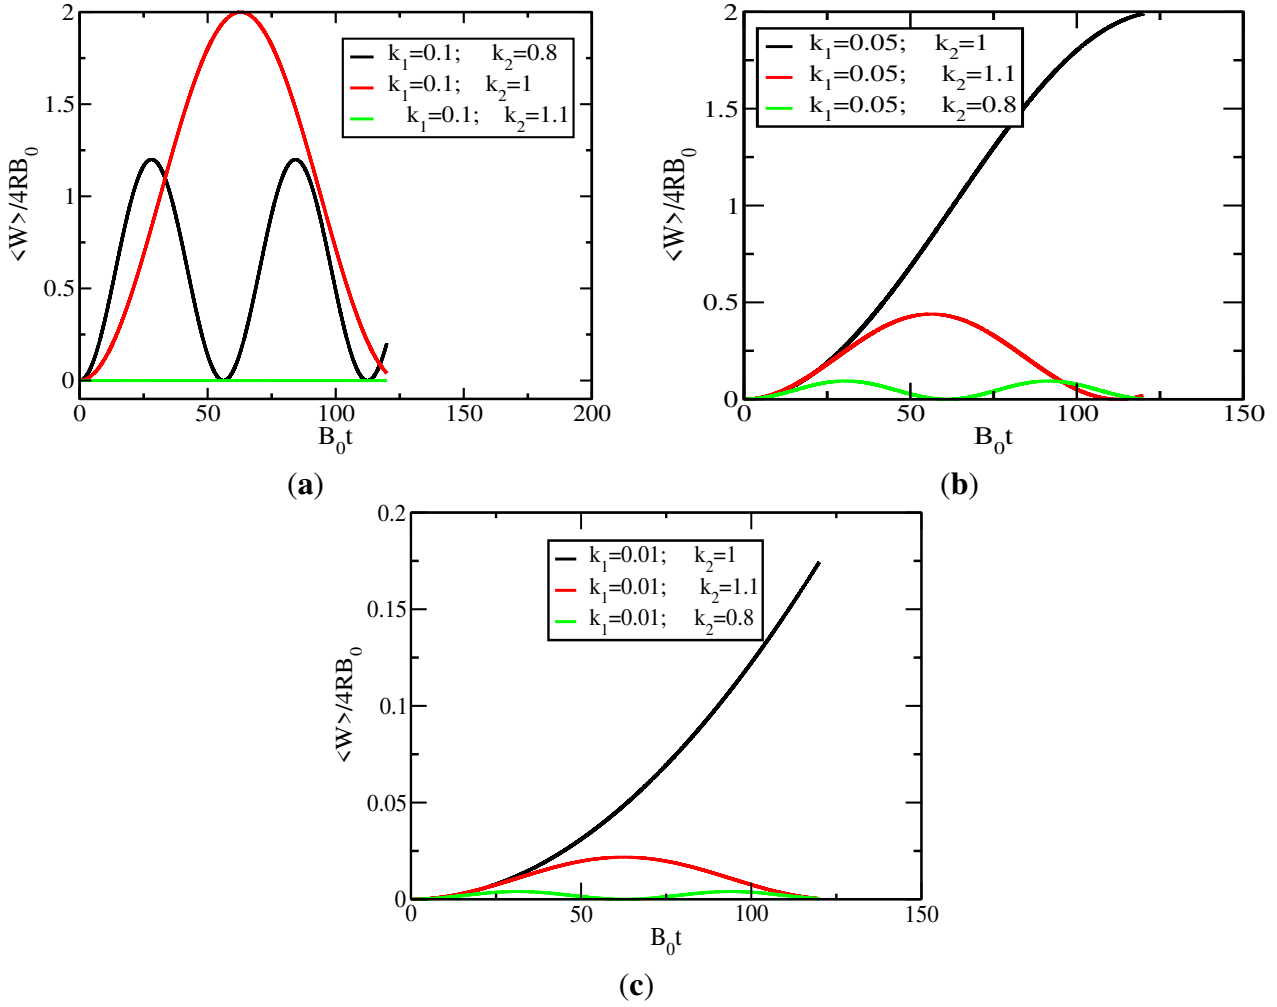 <W>/4RB0
2
1.5
1
0.5
0
k1=0.1; k2=0.8
k1=0.1; k2=1
k1=0.1; k2=1.1
0 50 100 150 200
B0t
(a)
<W>/4RB0
2
1.5
1
0.5
0
k1=0.05; k2=1
k1=0.05; k2=1.1
k1=0.05; k2=0.8
0 50 100 150
B0t
(b)
<W>/4RB0
0.2
0.15
0.1
0.05
0
k1=0.01; k2=1
k1=0.01; k2=1.1
k1=0.01; k2=0.8
0 50 100 150
B0t
(c)